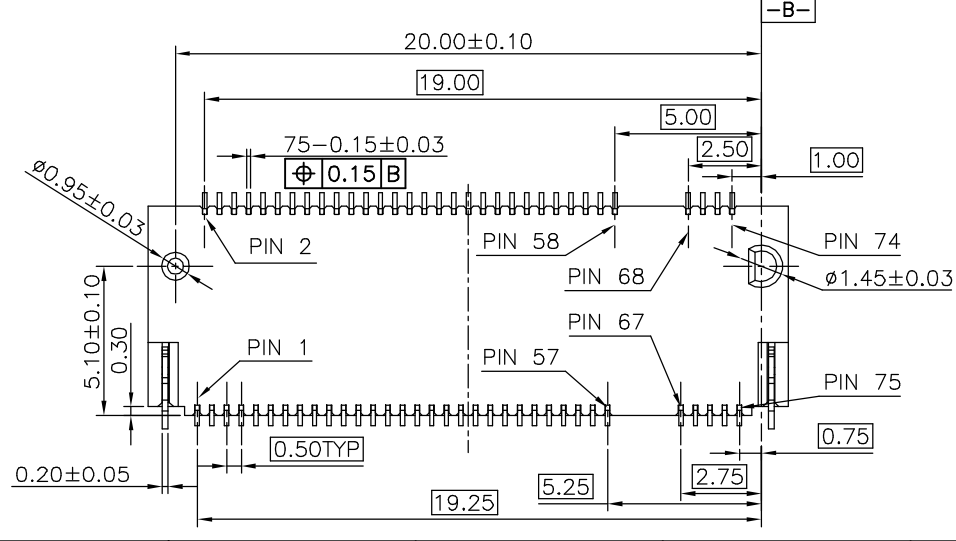 -B-
20.00±0.10
19.00
5.00
75-0.15±0.03
2.50
1.00
⌖ 0.15 B
ø0.95±0.03
PIN 2
PIN 58
PIN 74
PIN 68
ø1.45±0.03
5.10±0.10
0.30
PIN 1
PIN 67
PIN 57
PIN 75
0.50TYP
0.75
0.20±0.05
5.25
2.75
19.25